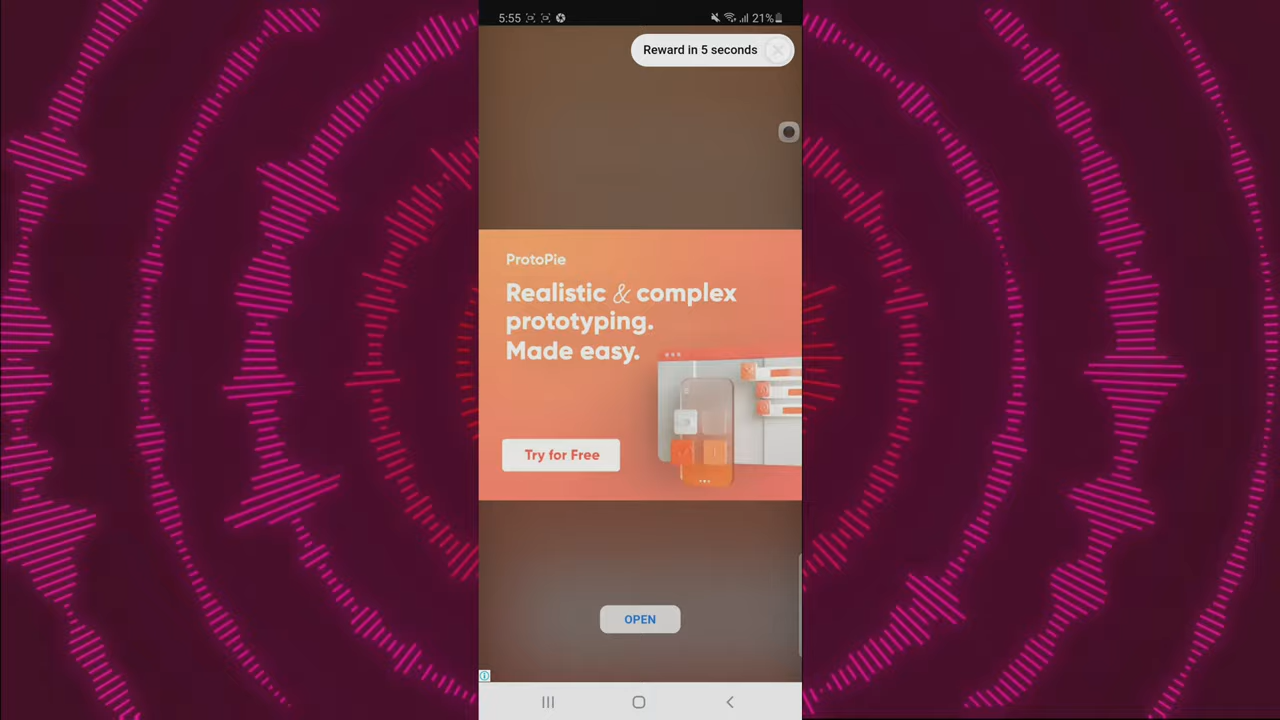 5:55
21%
Reward in 5 seconds
ProtoPie
Realistic & complex
prototyping.
Made easy.
Try for Free
OPEN